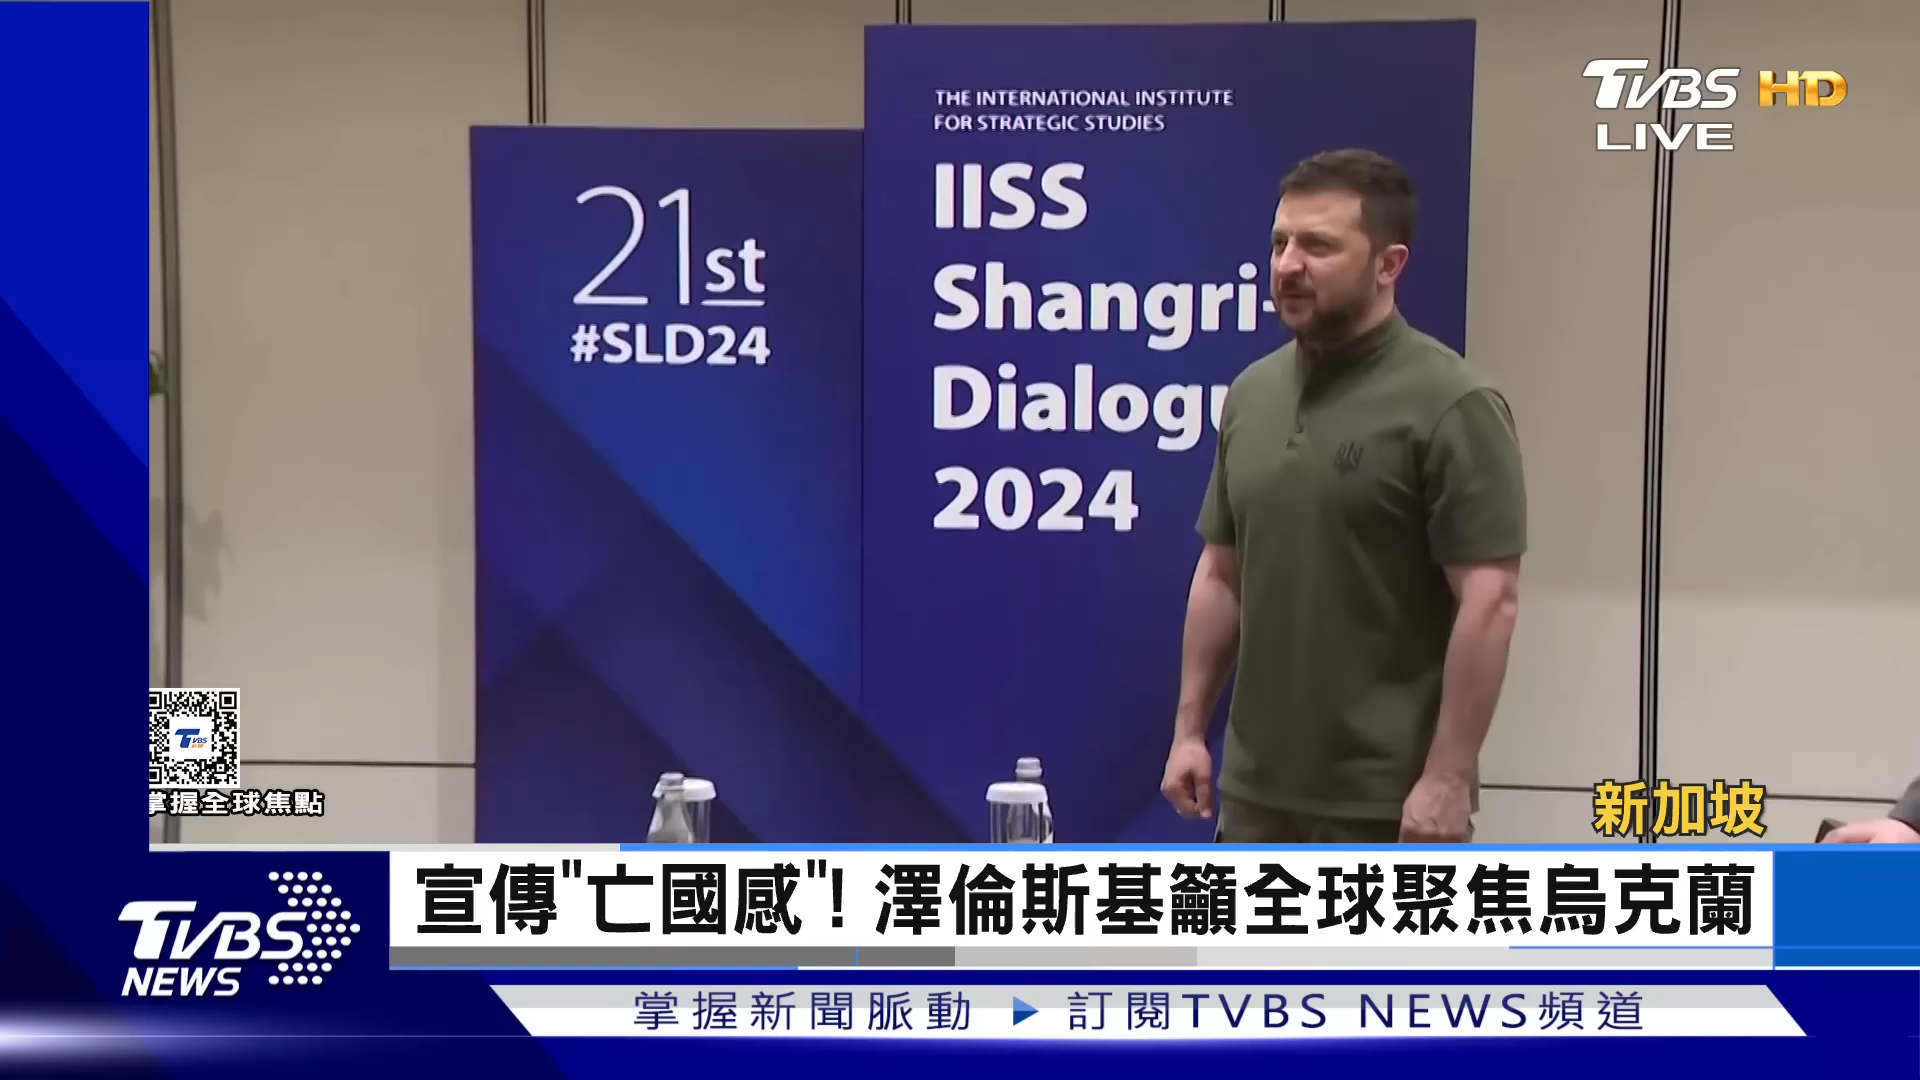 TVBS HD
LIVE
THE INTERNATIONAL INSTITUTE
FOR STRATEGIC STUDIES
IISS
Shangri-
Dialogu
2024
21st
#SLD24
TVBS
新聞
掌握全球焦點
新加坡
宣傳"亡國感"! 澤倫斯基籲全球聚焦烏克蘭
TVBS
NEWS
掌握新聞脈動 ▶ 訂閱TVBS NEWS頻道